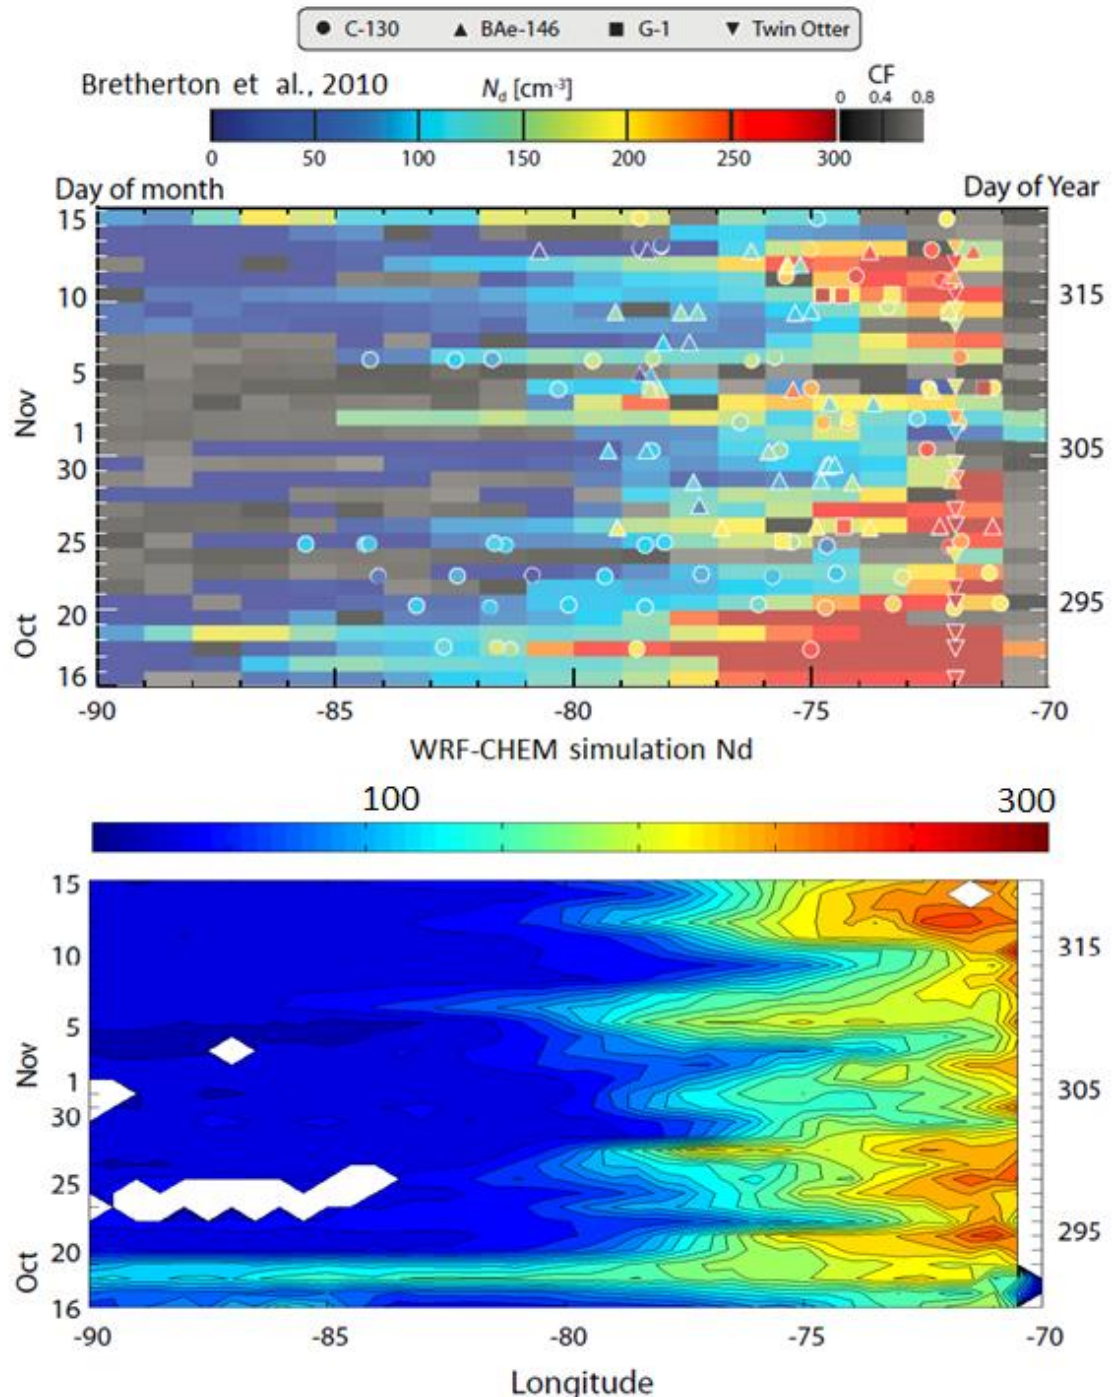 C-130 BAe-146 G-1 Twin Otter
Bretherton et al., 2010 Nd [cm-3] CF
0 0.4 0.8
0 50 100 150 200 250 300
Day of month Day of Year
15
10 315
5
Nov
1 305
30
25
20 295
Oct
16
-90 -85 -80 -75 -70
WRF-CHEM simulation Nd
100 300
15
10 315
5
Nov
1 305
30
25
20 295
Oct
16
-90 -85 -80 -75 -70
Longitude